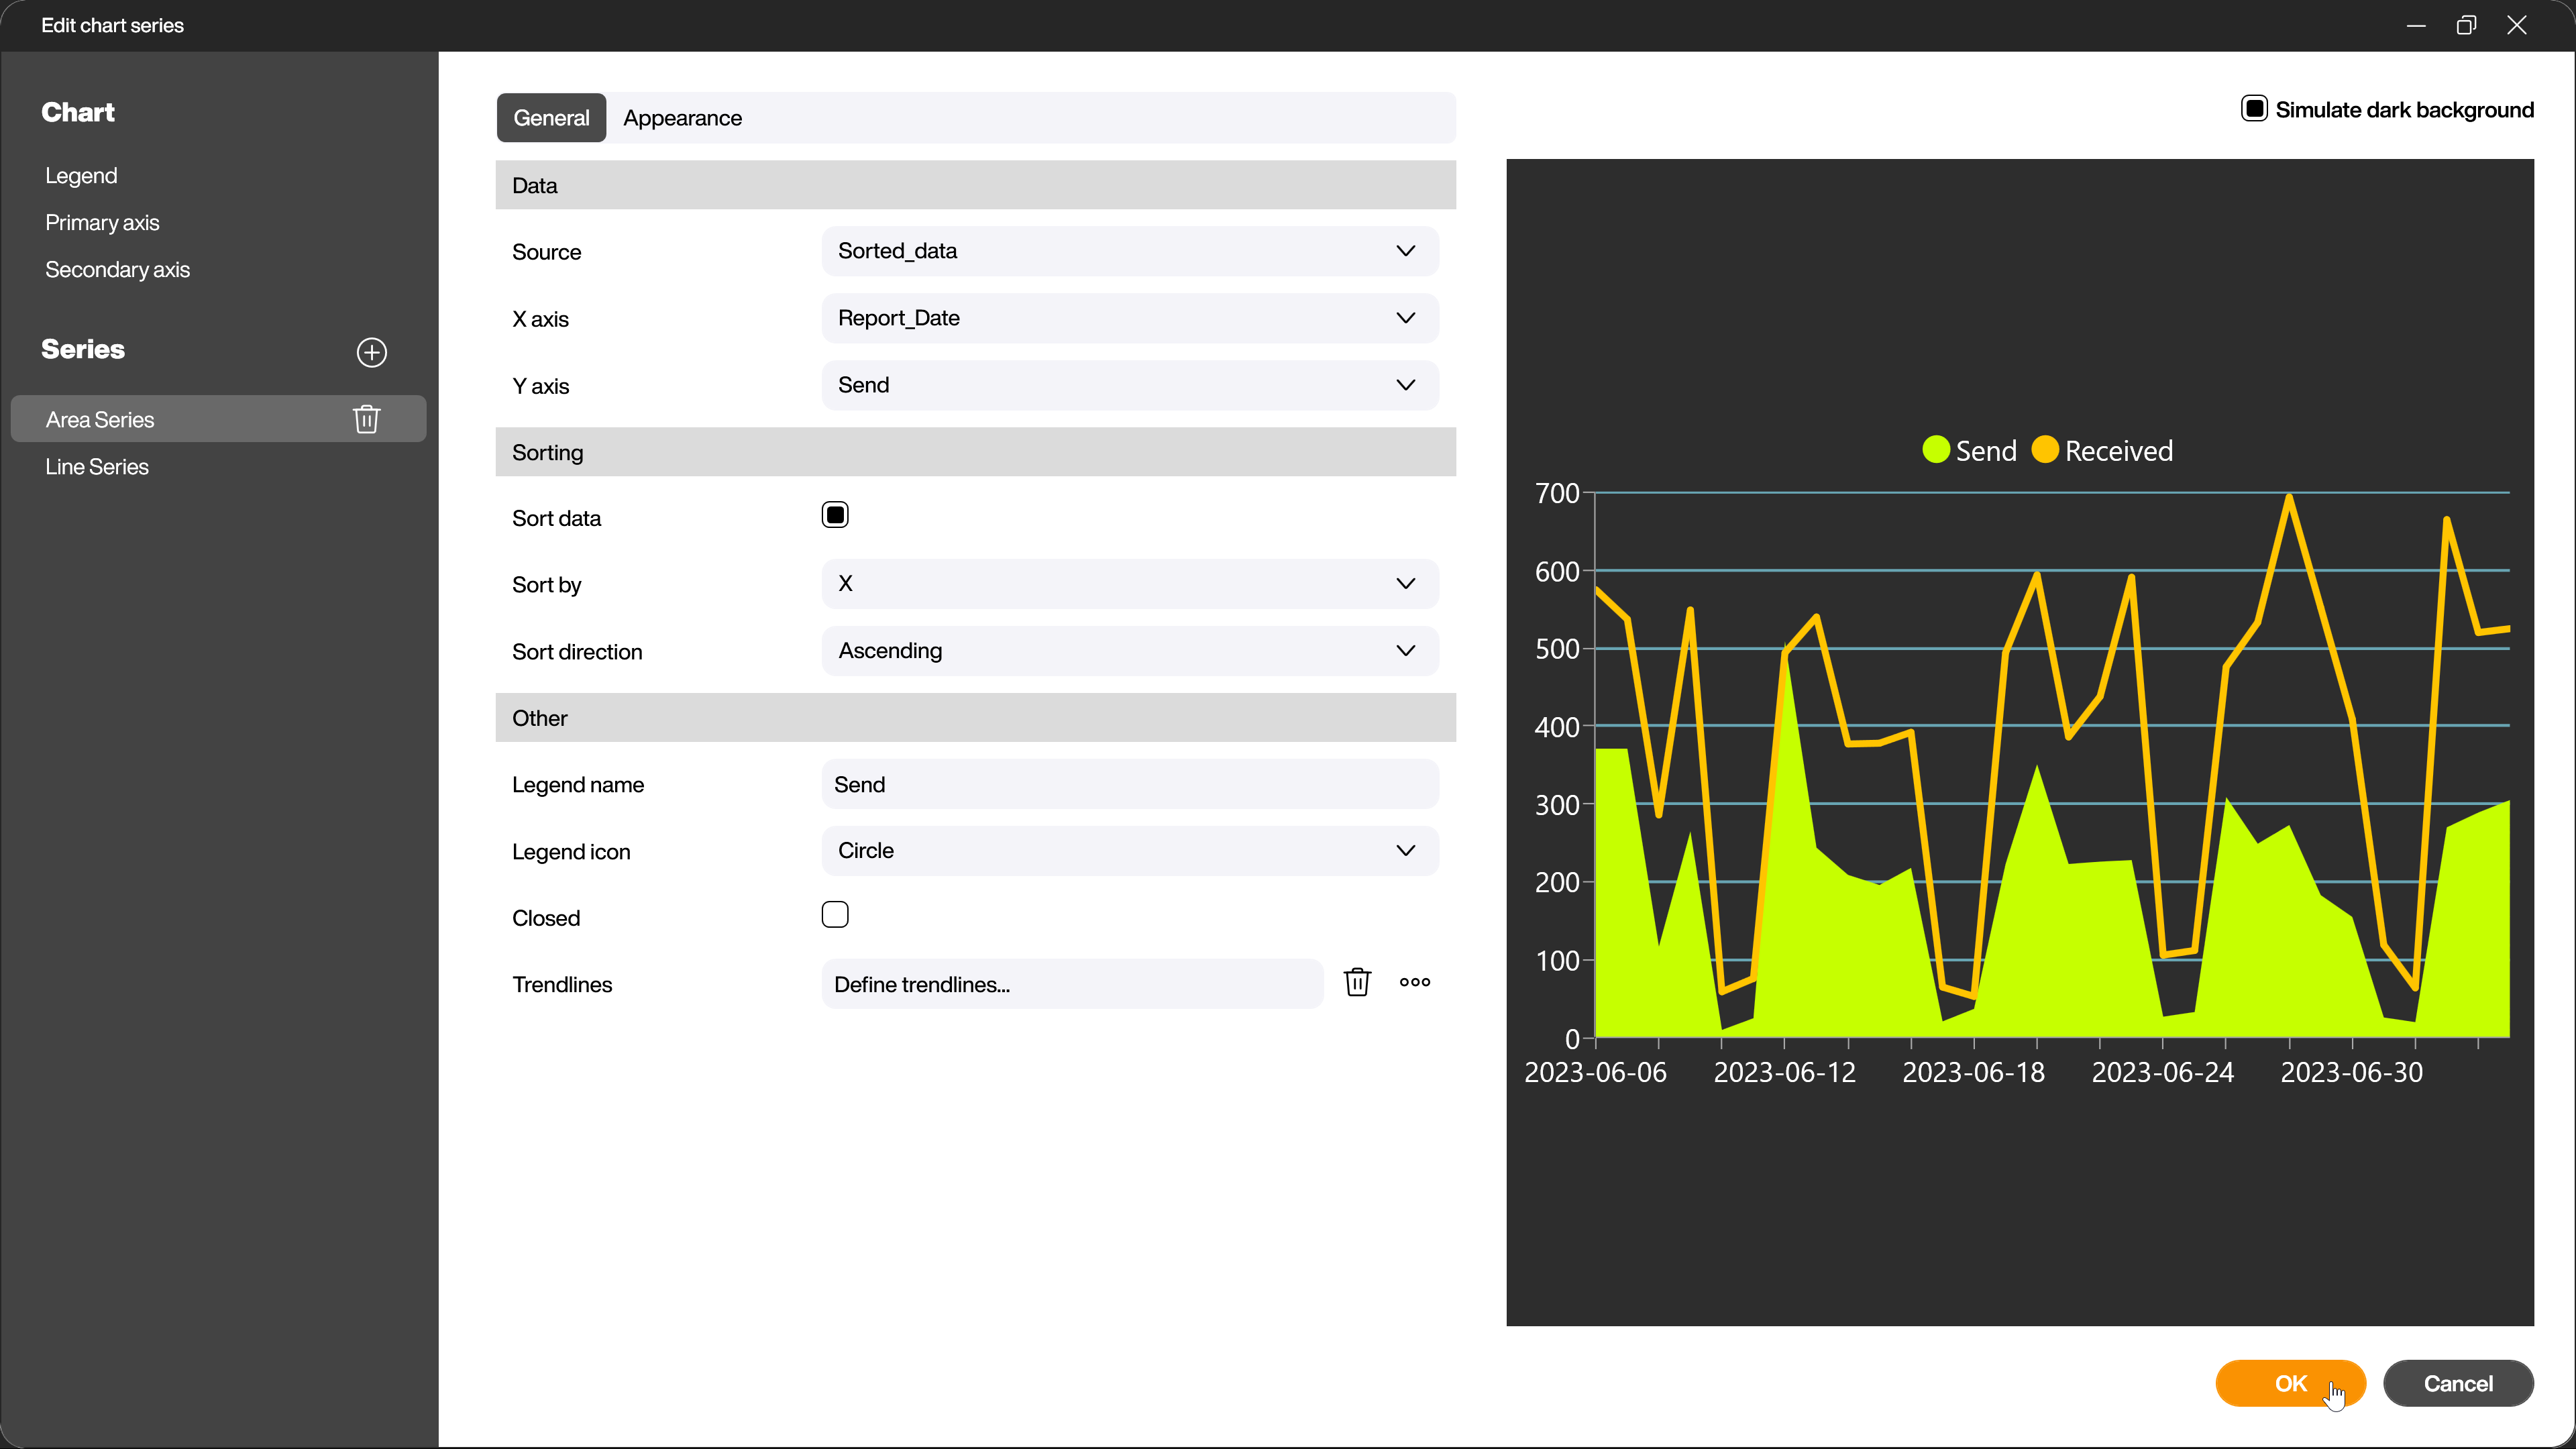 Edit chart series
Chart
Legend
Primary axis
Secondary axis
Series
Area Series
Line Series
General Appearance
Data
Source Sorted_data
X axis Report_Date
Y axis Send
Sorting
Sort data
Sort by X
Sort direction Ascending
Other
Legend name Send
Legend icon Circle
Closed
Trendlines Define trendlines...
Simulate dark background
Send Received
700
600
500
400
300
200
100
0
2023-06-06 2023-06-12 2023-06-18 2023-06-24 2023-06-30
OK Cancel